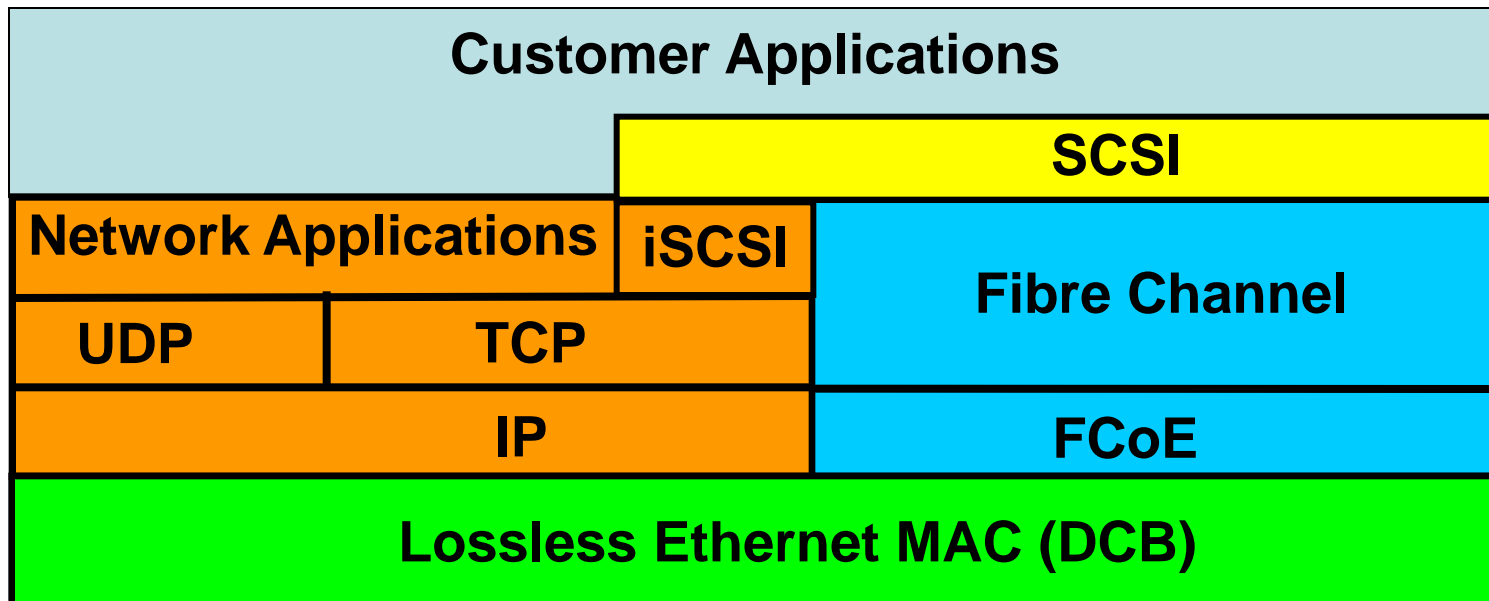 Customer Applications
SCSI
Network Applications
iSCSI
Fibre Channel
UDP
TCP
IP
FCoE
Lossless Ethernet MAC (DCB)